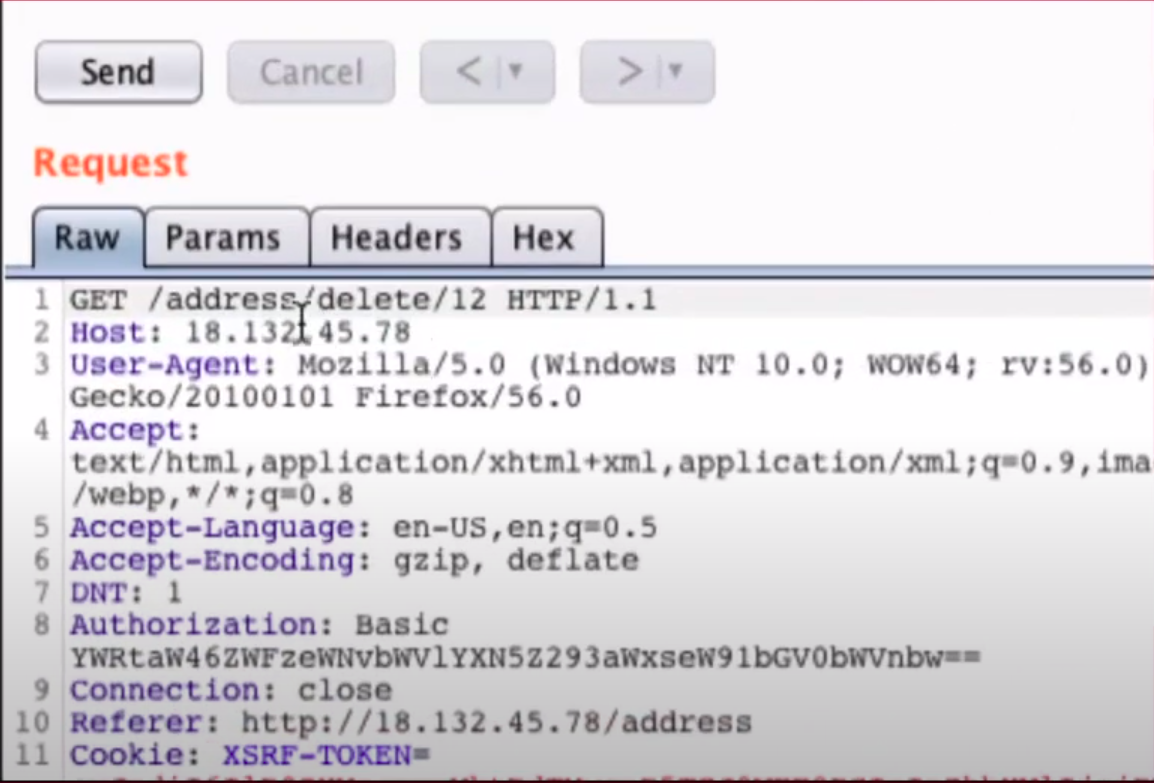 Send Cancel < >
Request
Raw Params Headers Hex
1 GET /address/delete/12 HTTP/1.1
2 Host: 18.132.45.78
3 User-Agent: Mozilla/5.0 (Windows NT 10.0; WOW64; rv:56.0)
Gecko/20100101 Firefox/56.0
4 Accept:
text/html,application/xhtml+xml,application/xml;q=0.9,ima
/webp,*/*;q=0.8
5 Accept-Language: en-US,en;q=0.5
6 Accept-Encoding: gzip, deflate
7 DNT: 1
8 Authorization: Basic
YWRtaW46ZWFzeWNvbWVlYXN5Z293aWxseW91bGV0bWVnbw==
9 Connection: close
10 Referer: http://18.132.45.78/address
11 Cookie: XSRF-TOKEN=